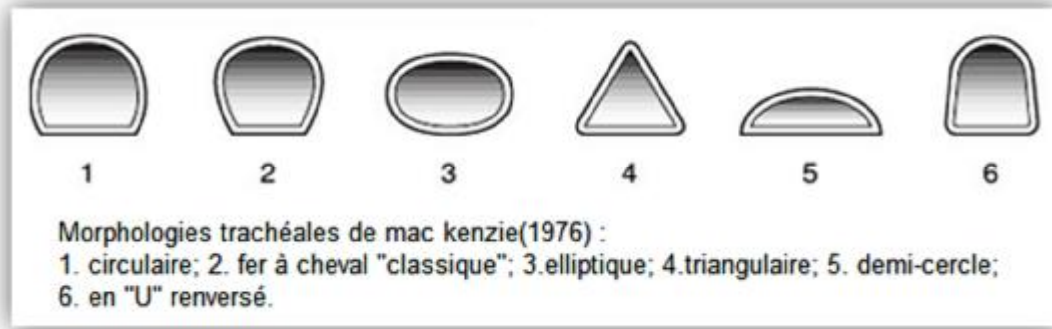 1 2 3 4 5 6
Morphologies trachéales de mac kenzie(1976) :
1. circulaire; 2. fer à cheval "classique"; 3.elliptique; 4.triangulaire; 5. demi-cercle;
6. en "U" renversé.